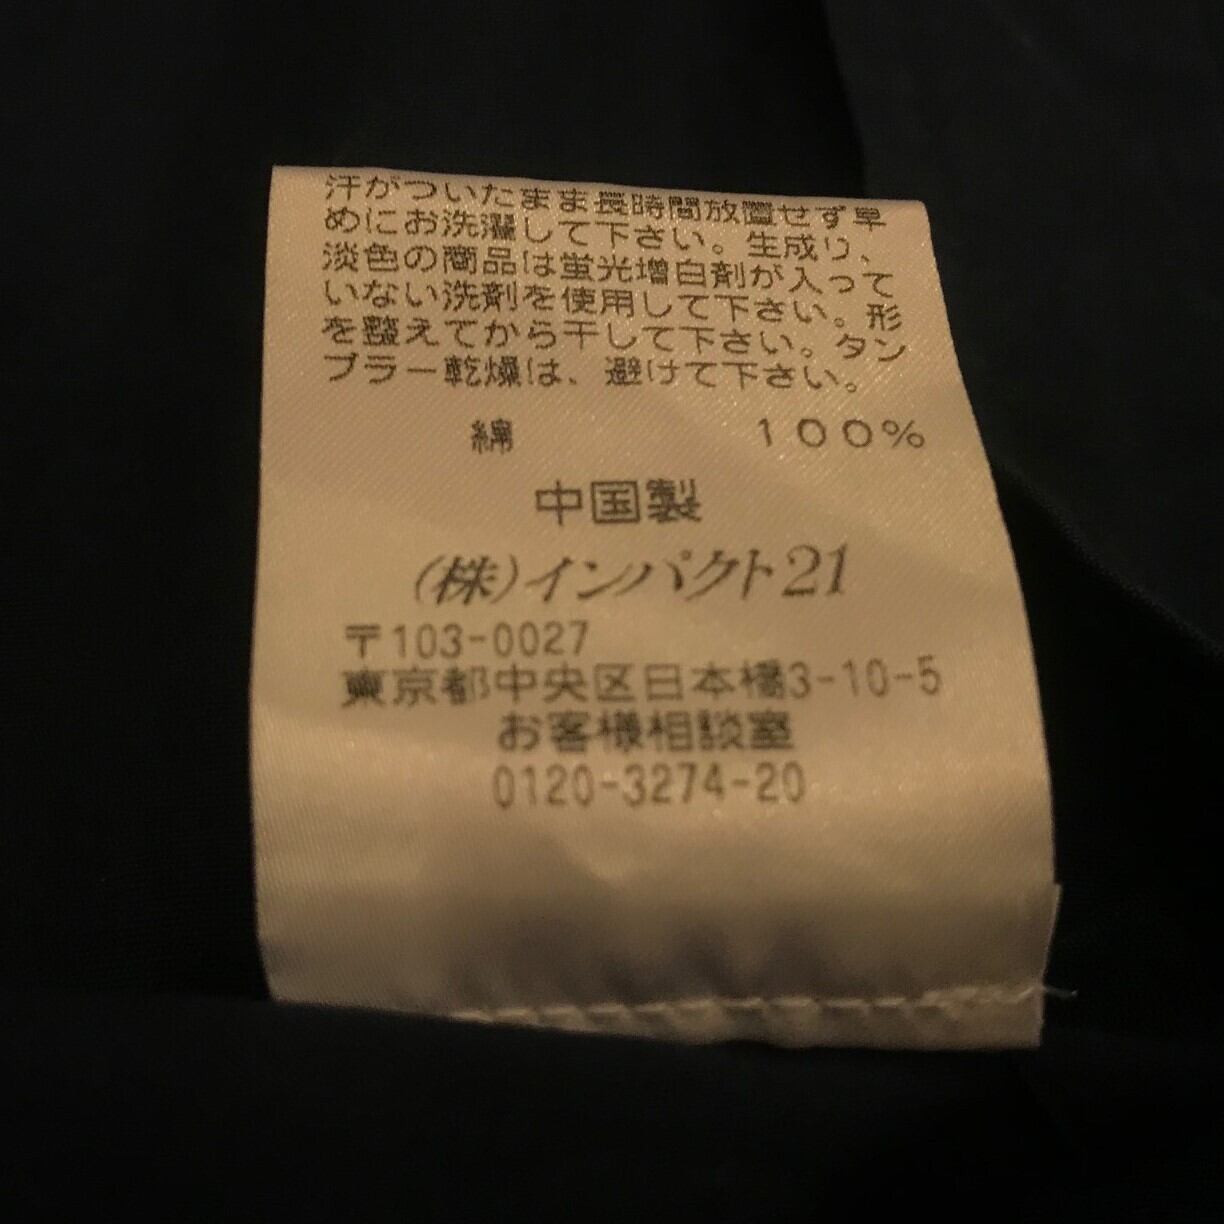 汗がついたまま長時間放置せず早
めにお洗濯して下さい。生成り、
淡色の商品は蛍光増白剤が入って
いない洗剤を使用して下さい。形
を整えてから干して下さい。タン
ブラー乾燥は、避けて下さい。
綿 100%
中国製
(株)インパクト21
〒103-0027
東京都中央区日本橋3-10-5
お客様相談室
0120-3274-20